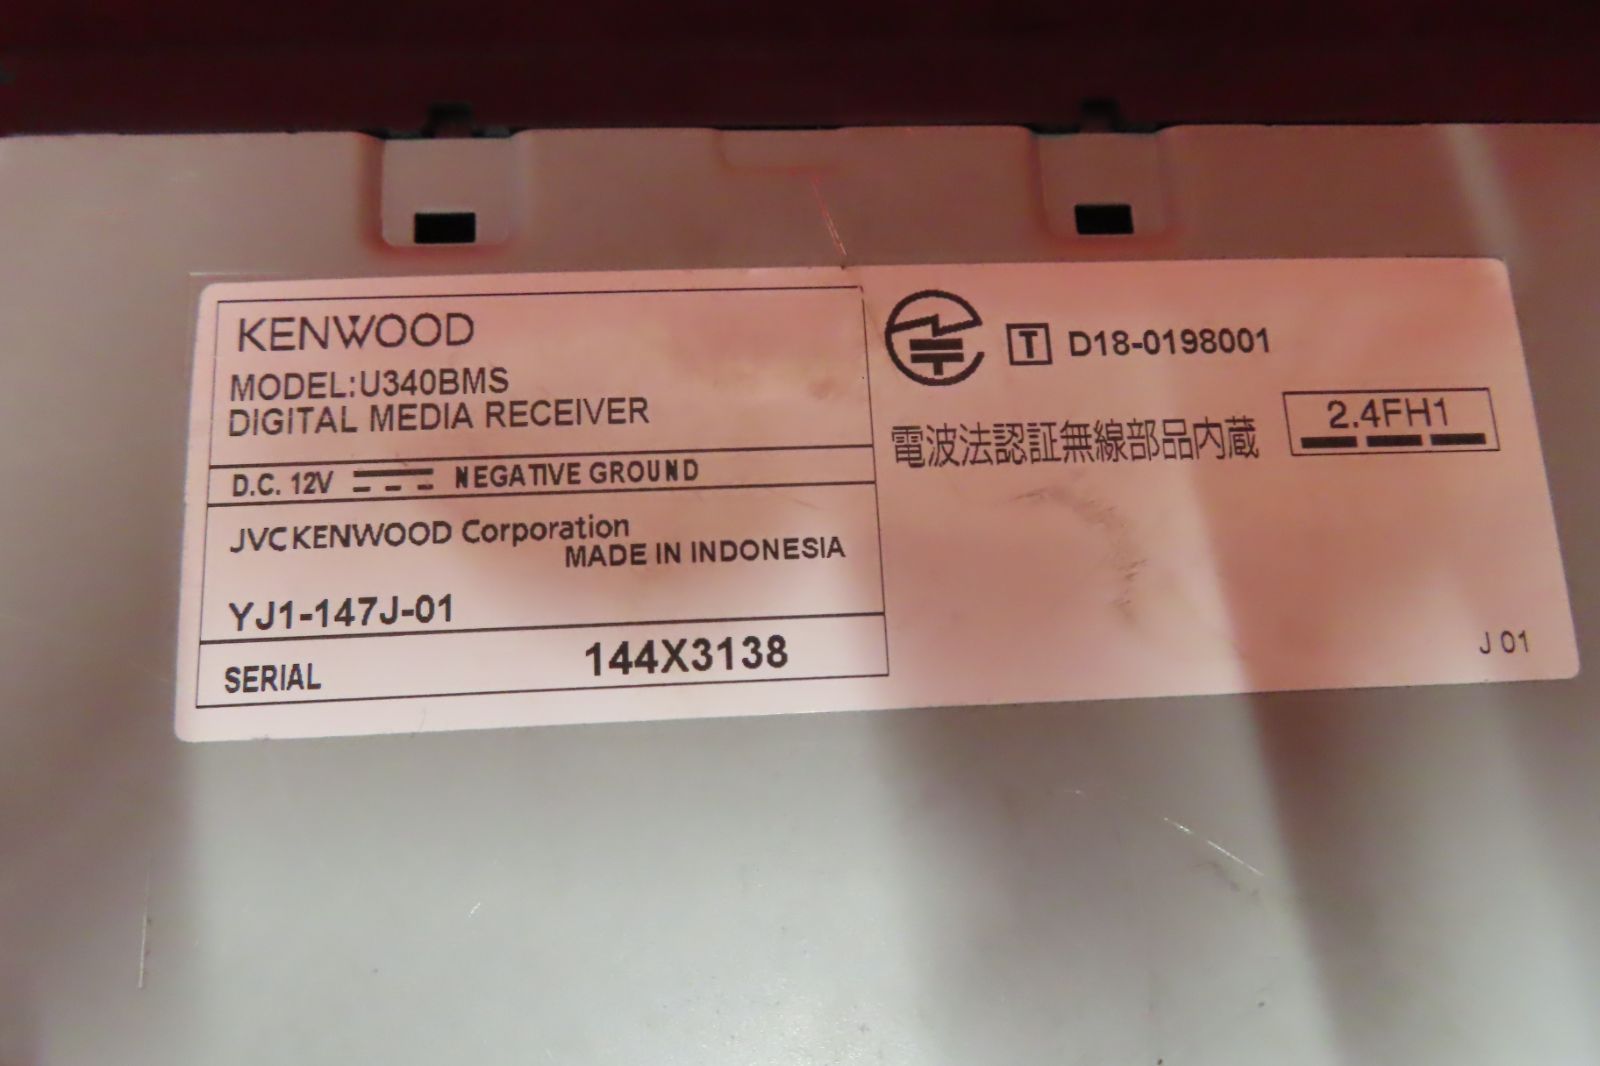 KENWOOD
MODEL:U340BMS
DIGITAL MEDIA RECEIVER
D.C. 12V NEGATIVE GROUND
JVCKENWOOD Corporation
MADE IN INDONESIA
YJ1-147J-01
SERIAL 144X3138
T D18-0198001
電波法認証無線部品内蔵 2.4FH1
J 01